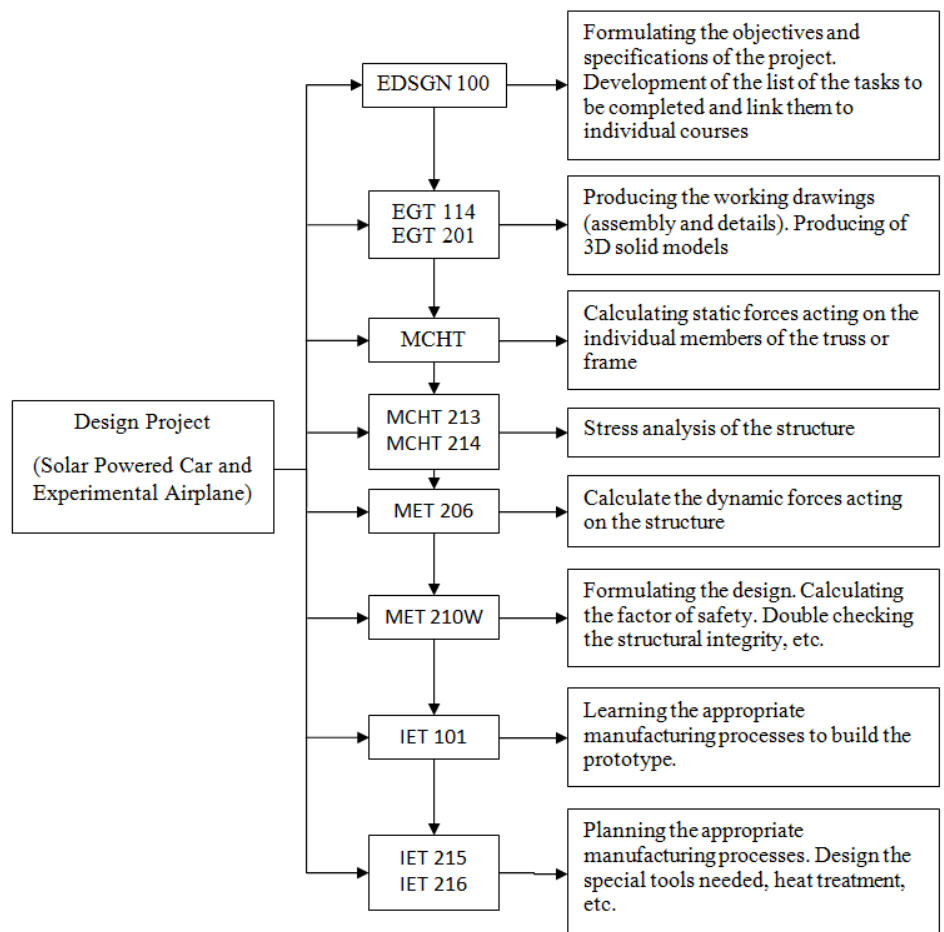 Formulating the objectives and
specifications of the project.
Development of the list of the tasks to
be completed and link them to
individual courses
EDSGN 100
EGT 114
EGT 201
Producing the working drawings
(assembly and details). Producing of
3D solid models
MCHT
Calculating static forces acting on the
individual members of the truss or
frame
Design Project
(Solar Powered Car and
Experimental Airplane)
MCHT 213
MCHT 214
Stress analysis of the structure
MET 206
Calculate the dynamic forces acting
on the structure
MET 210W
Formulating the design. Calculating
the factor of safety. Double checking
the structural integrity, etc.
IET 101
Learning the appropriate
manufacturing processes to build the
prototype.
IET 215
IET 216
Planning the appropriate
manufacturing processes. Design the
special tools needed, heat treatment,
etc.